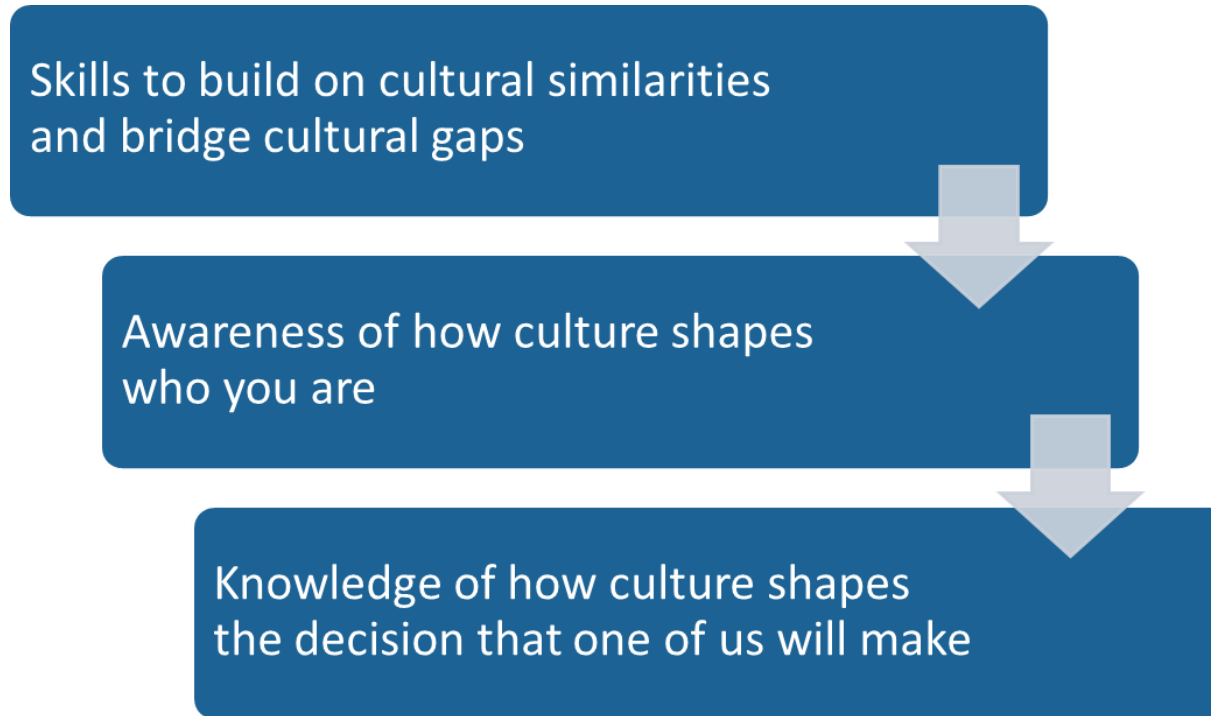 Skills to build on cultural similarities
and bridge cultural gaps
Awareness of how culture shapes
who you are
Knowledge of how culture shapes
the decision that one of us will make